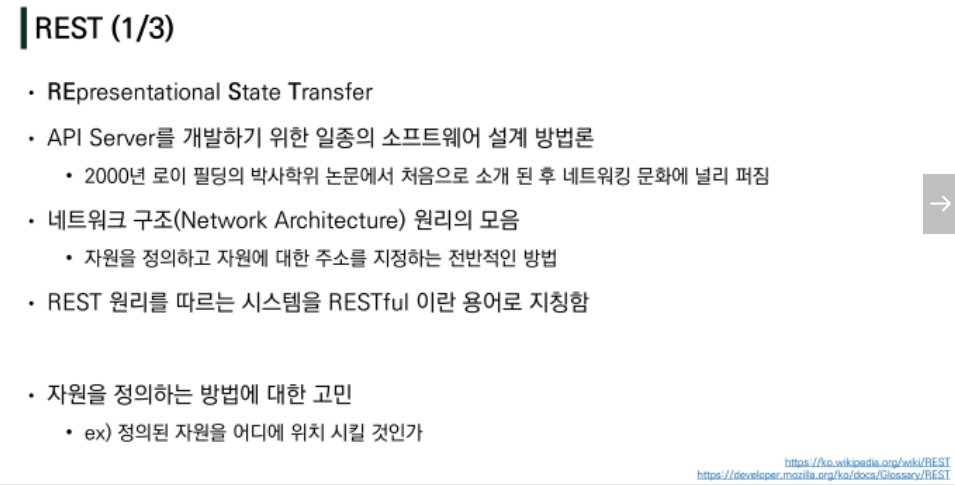 REST (1/3)
• REpresentational State Transfer
• API Server를 개발하기 위한 일종의 소프트웨어 설계 방법론
• 2000년 로이 필딩의 박사학위 논문에서 처음으로 소개 된 후 네트워킹 문화에 널리 퍼짐
• 네트워크 구조(Network Architecture) 원리의 모음
• 자원을 정의하고 자원에 대한 주소를 지정하는 전반적인 방법
• REST 원리를 따르는 시스템을 RESTful 이란 용어로 지칭함
• 자원을 정의하는 방법에 대한 고민
• ex) 정의된 자원을 어디에 위치 시킬 것인가
https://ko.wikipedia.org/wiki/REST
https://developer.mozilla.org/ko/docs/Glossary/REST